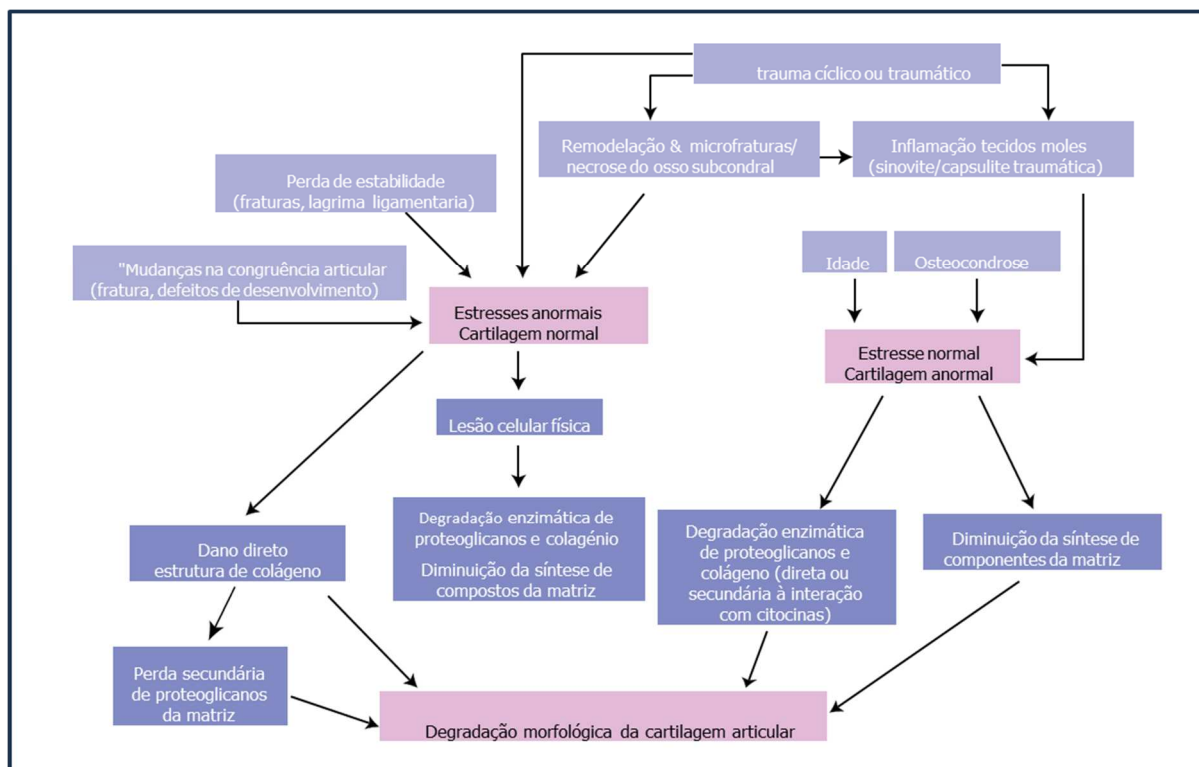 trauma cíclico ou traumático
Remodelação & microfraturas/
necrose do osso subcondral
Inflamação tecidos moles
(sinovite/capsulite traumática)
Perda de estabilidade
(fraturas, lagrima ligamentaria)
"Mudanças na congruência articular
(fratura, defeitos de desenvolvimento)
Idade
Osteocondrose
Estresses anormais
Cartilagem normal
Estresse normal
Cartilagem anormal
Lesão celular física
Degradação enzimática de
proteoglicanos e colagénio
Diminuição da síntese de
compostos da matriz
Degradação enzimática
de proteoglicanos e
colágeno (direta ou
secundária à interação
com citocinas)
Diminuição da síntese de
componentes da matriz
Dano direto
estrutura de colágeno
Perda secundária
de proteoglicanos
da matriz
Degradação morfológica da cartilagem articular